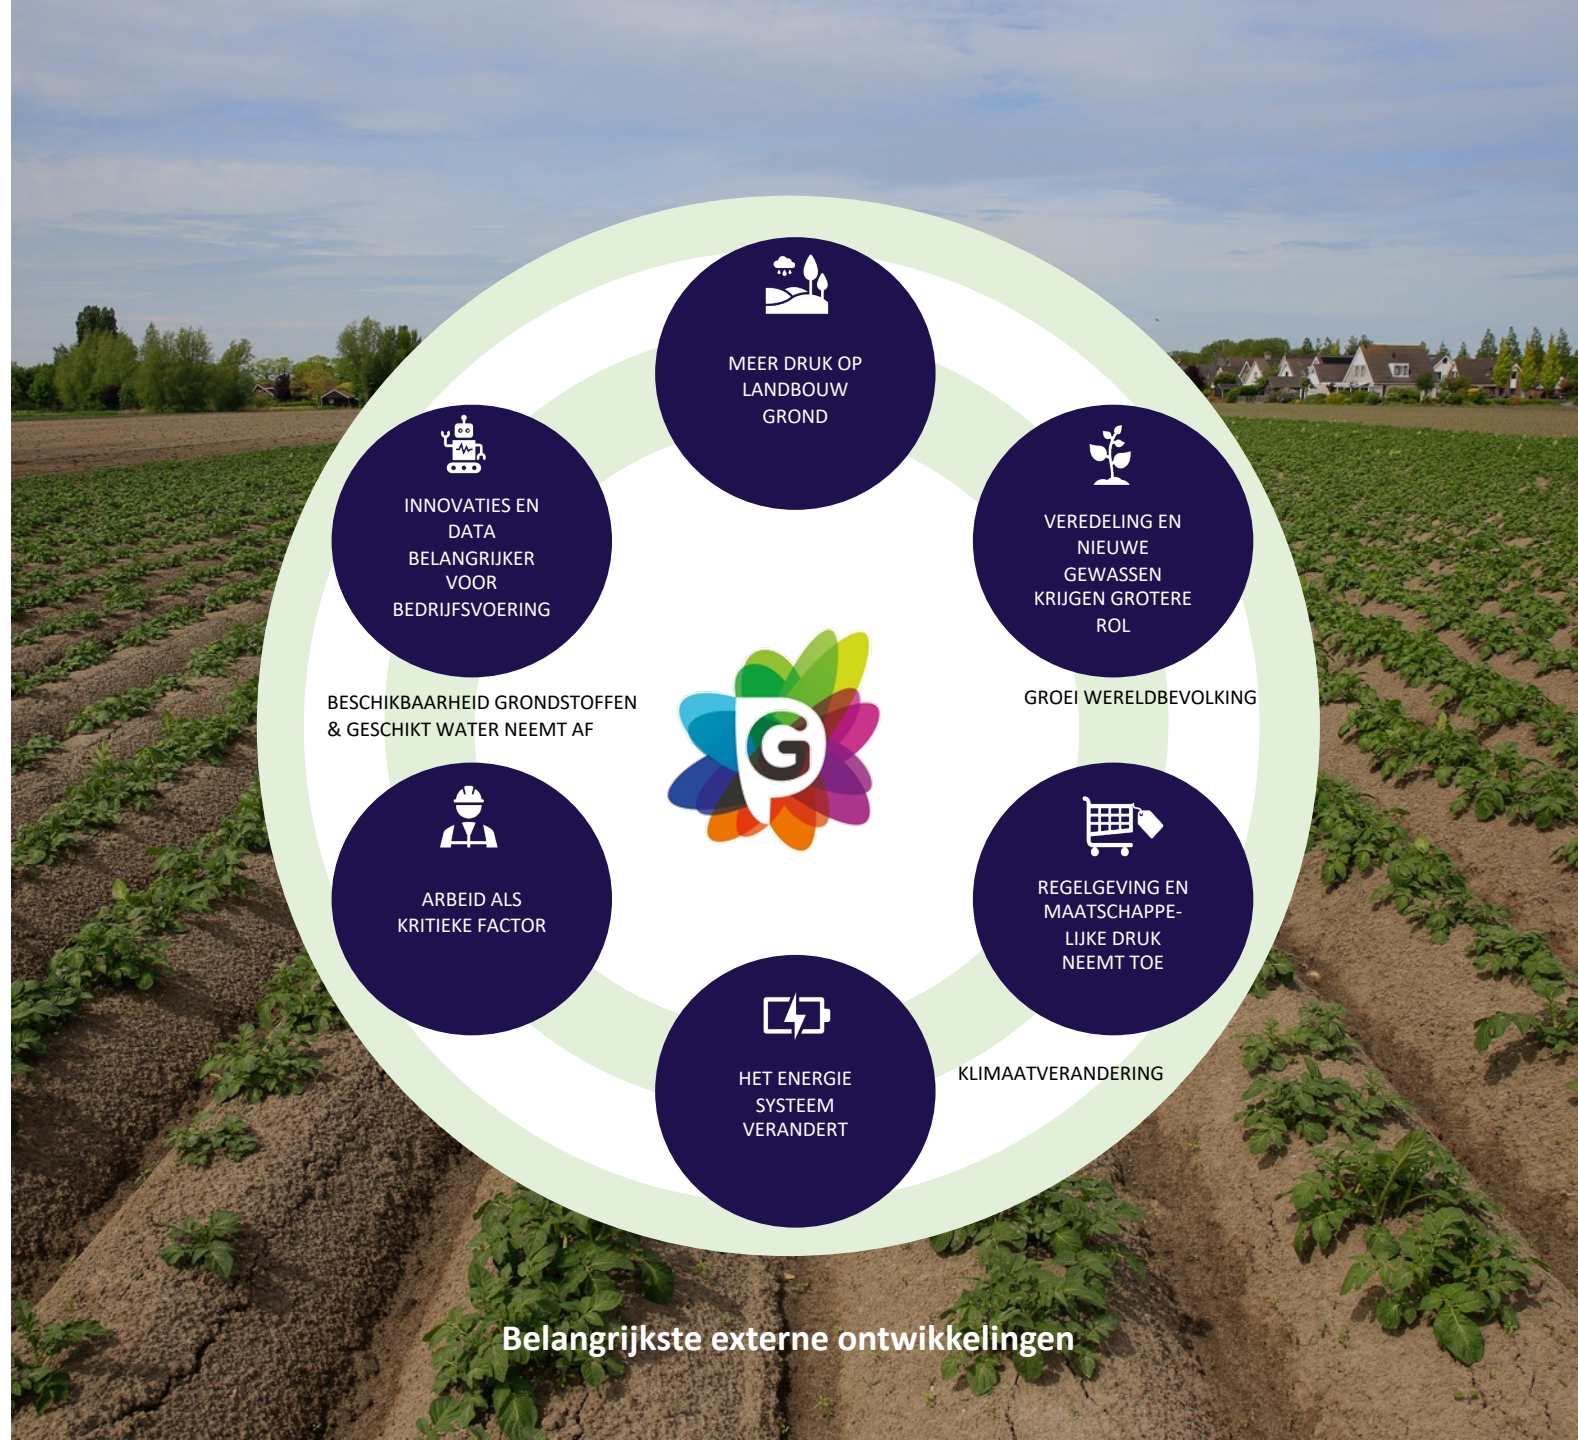 MEER DRUK OP
LANDBOUW
GROND
INNOVATIES EN
DATA
BELANGRIJKER
VOOR
BEDRIJFSVOERING
VEREDELING EN
NIEUWE
GEWASSEN
KRIJGEN GROTERE
ROL
BESCHIKBAARHEID GRONDSTOFFEN
& GESCHIKT WATER NEEMT AF
GROEI WERELDBEVOLKING
G
ARBEID ALS
KRITIEKE FACTOR
REGELGEVING EN
MAATSCHAPPE-
LIJKE DRUK
NEEMT TOE
HET ENERGIE
SYSTEEM
VERANDERT
KLIMAATVERANDERING
Belangrijkste externe ontwikkelingen